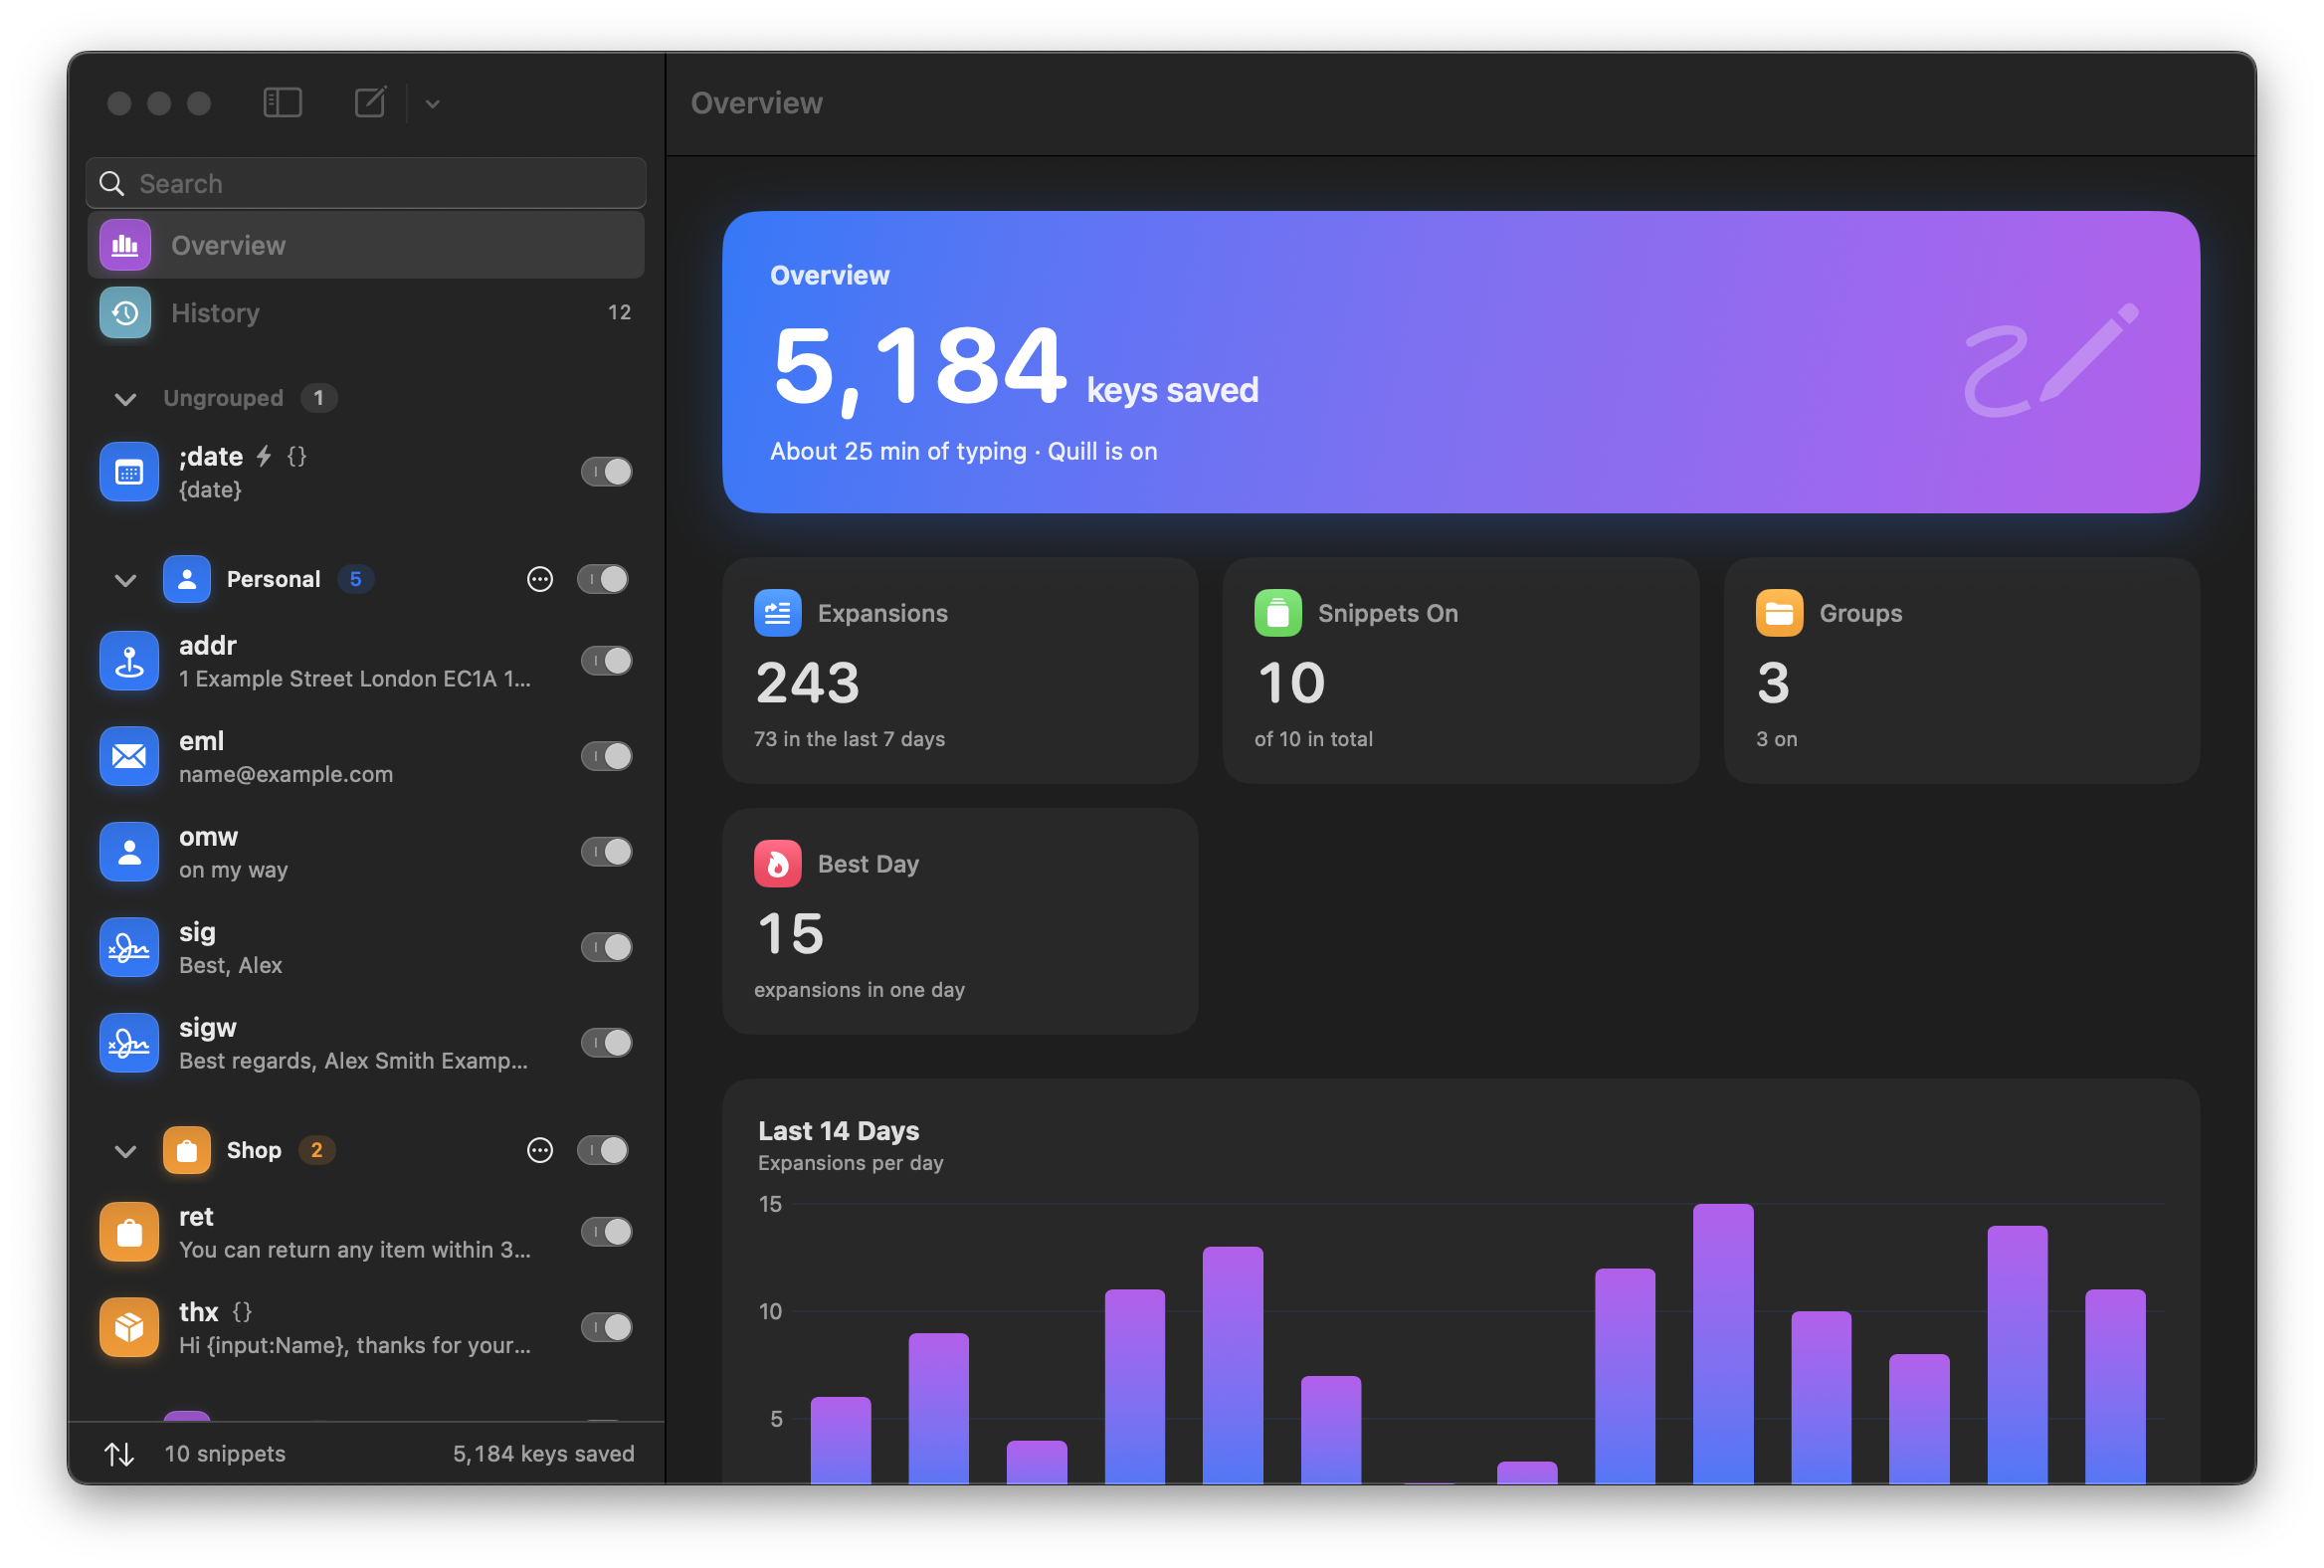 Overview
Search
Overview
History 12
Ungrouped 1
;date {}
{date}
Personal 5
addr
1 Example Street London EC1A 1...
eml
name@example.com
omw
on my way
sig
Best, Alex
sigw
Best regards, Alex Smith Examp...
Shop 2
ret
You can return any item within 3...
thx {}
Hi {input:Name}, thanks for your...
10 snippets 5,184 keys saved
Overview
5,184 keys saved
About 25 min of typing · Quill is on
Expansions
243
73 in the last 7 days
Snippets On
10
of 10 in total
Groups
3
3 on
Best Day
15
expansions in one day
Last 14 Days
Expansions per day
15
10
5